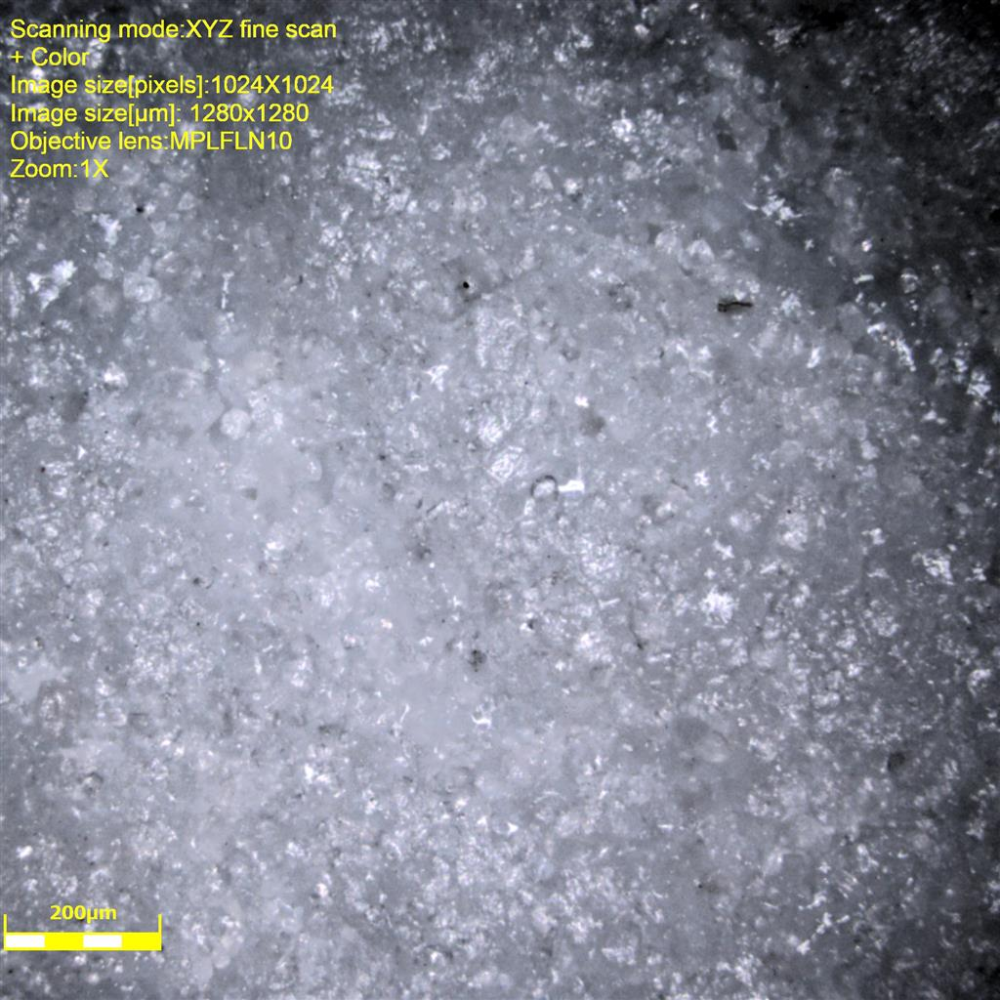 Scanning mode:XYZ fine scan
+ Color
Image size[pixels]:1024X1024
Image size[µm]: 1280x1280
Objective lens:MPLFLN10
Zoom:1X
200µm